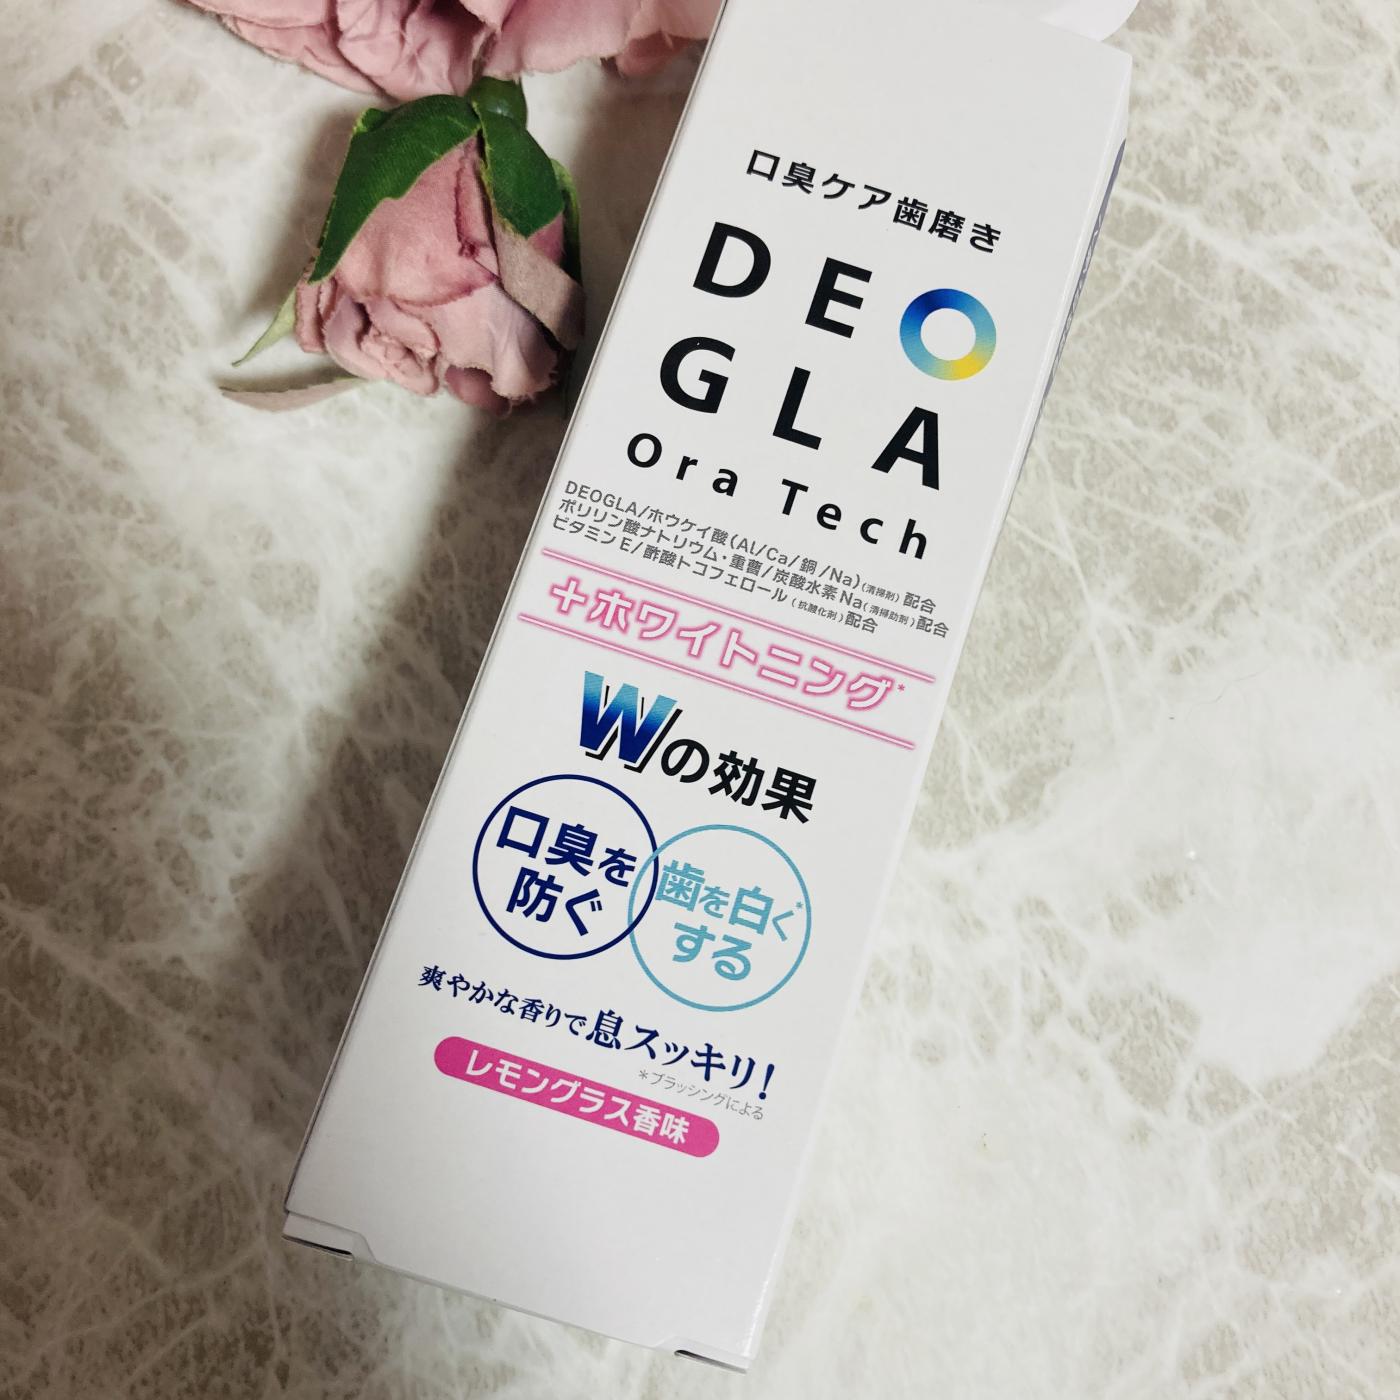 口臭ケア歯磨き
DEO
GLA
Ora Tech
DEOGLA/ホウケイ酸(Al/Ca/銅/Na)(清掃剤)配合
ポリリン酸ナトリウム・重曹/炭酸水素Na(清掃助剤)配合
ビタミンE/酢酸トコフェロール(抗酸化剤)配合
+ホワイトニング*
Wの効果
口臭を
防ぐ
歯を白く*
する
爽やかな香りで息スッキリ!
*ブラッシングによる
レモングラス香味